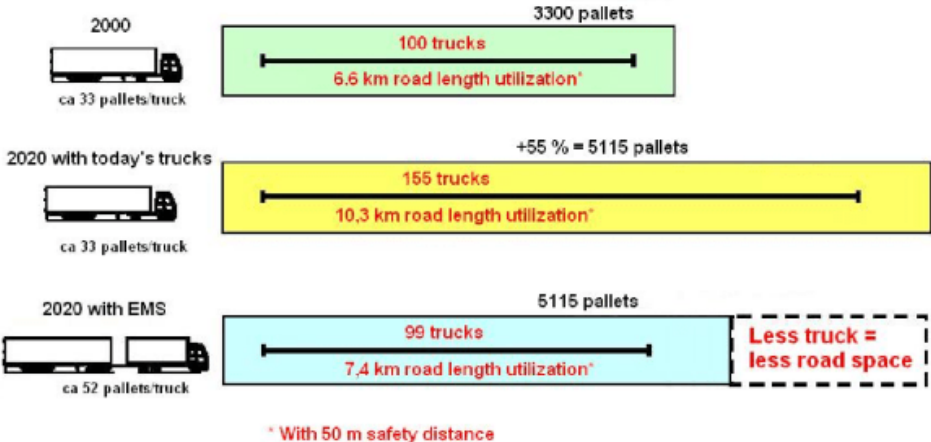 3300 pallets
2000
100 trucks
6.6 km road length utilization*
ca 33 pallets/truck
+55 % = 5115 pallets
2020 with today's trucks
155 trucks
10,3 km road length utilization*
ca 33 pallets/truck
5115 pallets
2020 with EMS
99 trucks
7,4 km road length utilization*
ca 52 pallets/truck
Less truck =
less road space
* With 50 m safety distance